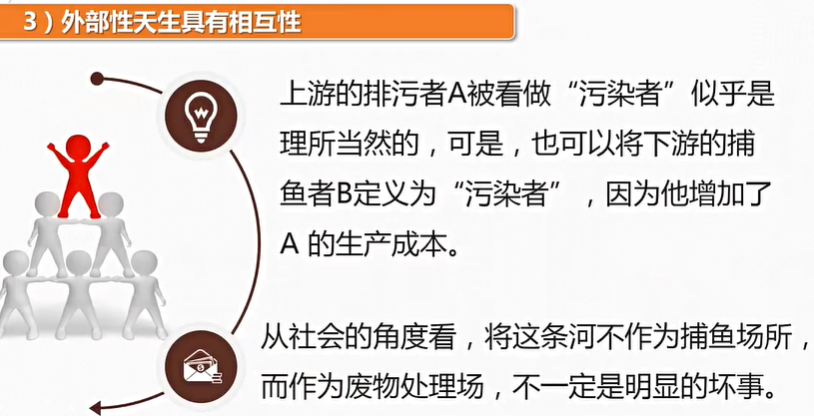 3）外部性天生具有相互性
上游的排污者A被看做“污染者”似乎是
理所当然的，可是，也可以将下游的捕
鱼者B定义为“污染者”，因为他增加了
A 的生产成本。
从社会的角度看，将这条河不作为捕鱼场所，
而作为废物处理场，不一定是明显的坏事。